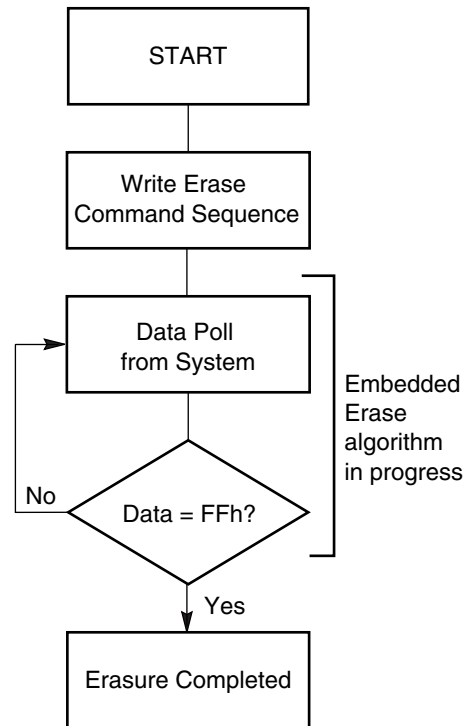 START
Write Erase
Command Sequence
Data Poll
from System
Embedded
Erase
algorithm
in progress
No
Data = FFh?
Yes
Erasure Completed